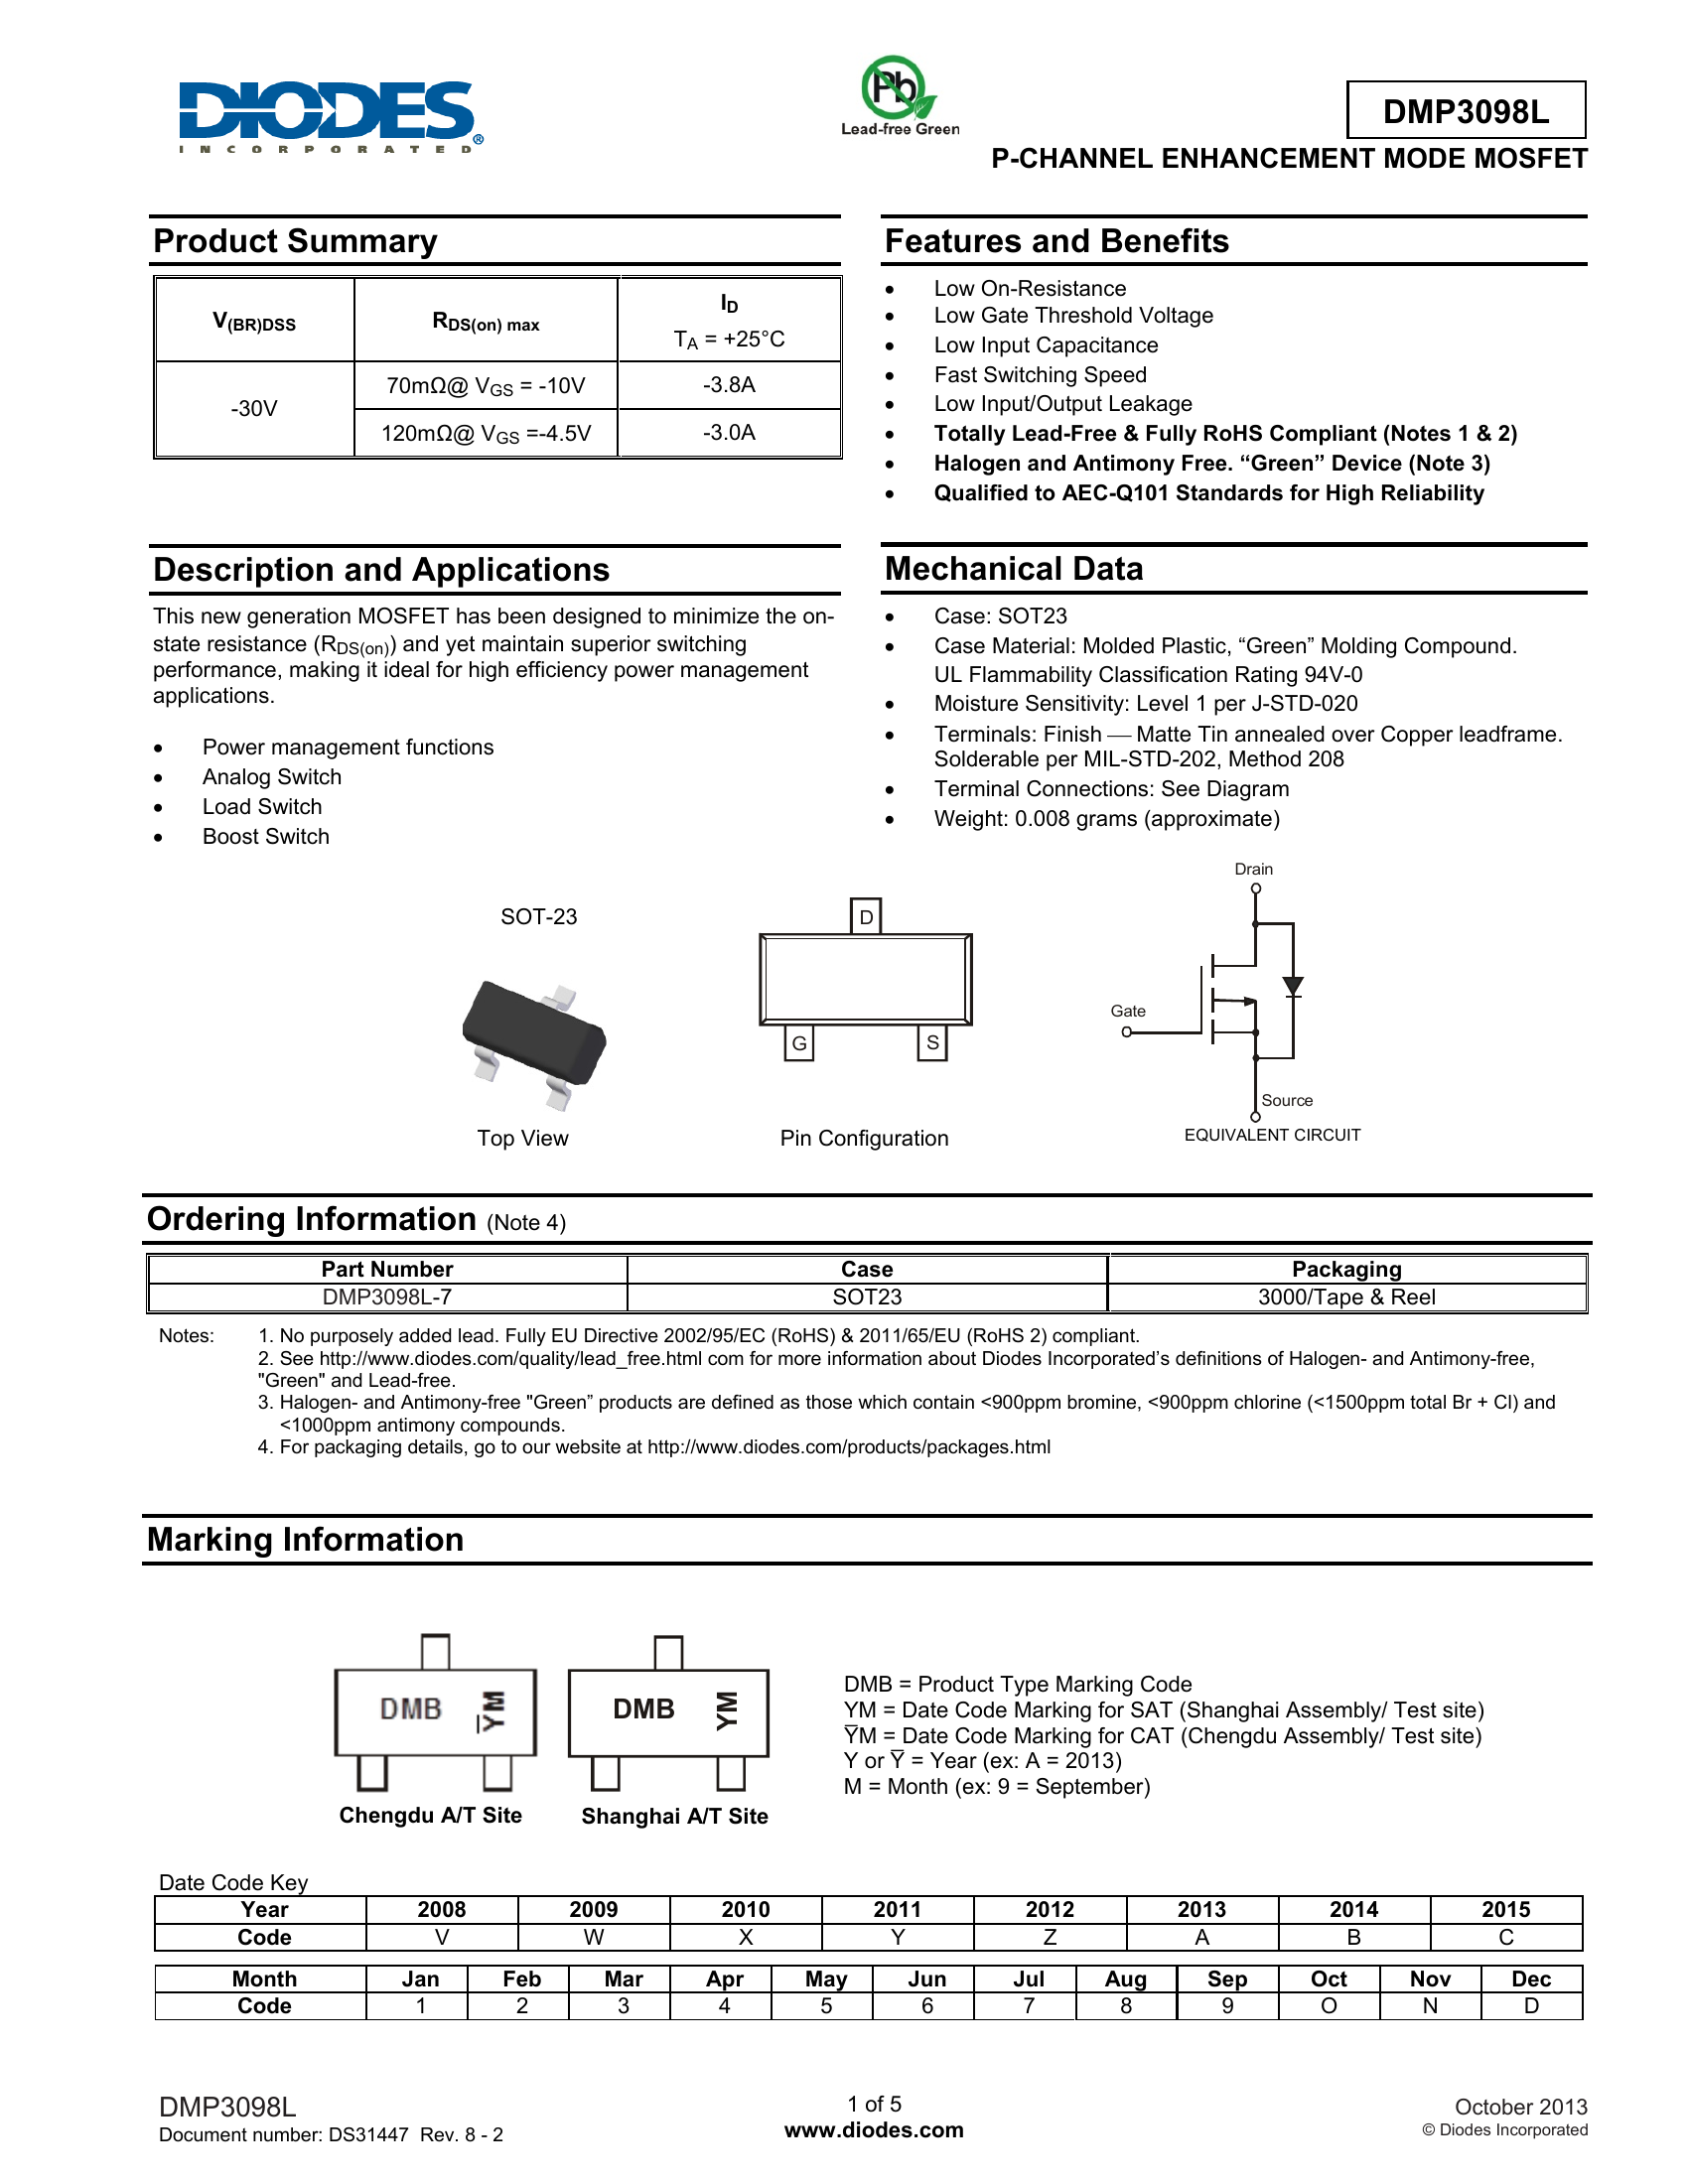 DIODES®
INCORPORATED
Pb
Lead-free Green
DMP3098L
P-CHANNEL ENHANCEMENT MODE MOSFET
Product Summary
V(BR)DSS RDS(on) max ID
TA = +25°C
-30V
70mΩ@ VGS = -10V -3.8A
120mΩ@ VGS =-4.5V -3.0A
Features and Benefits
• Low On-Resistance
• Low Gate Threshold Voltage
• Low Input Capacitance
• Fast Switching Speed
• Low Input/Output Leakage
• Totally Lead-Free & Fully RoHS Compliant (Notes 1 & 2)
• Halogen and Antimony Free. “Green” Device (Note 3)
• Qualified to AEC-Q101 Standards for High Reliability
Description and Applications
This new generation MOSFET has been designed to minimize the on-
state resistance (RDS(on)) and yet maintain superior switching
performance, making it ideal for high efficiency power management
applications.
• Power management functions
• Analog Switch
• Load Switch
• Boost Switch
Mechanical Data
• Case: SOT23
• Case Material: Molded Plastic, “Green” Molding Compound.
UL Flammability Classification Rating 94V-0
• Moisture Sensitivity: Level 1 per J-STD-020
• Terminals: Finish — Matte Tin annealed over Copper leadframe.
Solderable per MIL-STD-202, Method 208
• Terminal Connections: See Diagram
• Weight: 0.008 grams (approximate)
SOT-23
Top View
D
G S
Pin Configuration
Drain
Gate
Source
EQUIVALENT CIRCUIT
Ordering Information (Note 4)
Part Number Case Packaging
DMP3098L-7 SOT23 3000/Tape & Reel
Notes: 1. No purposely added lead. Fully EU Directive 2002/95/EC (RoHS) & 2011/65/EU (RoHS 2) compliant.
2. See http://www.diodes.com/quality/lead_free.html com for more information about Diodes Incorporated’s definitions of Halogen- and Antimony-free,
"Green" and Lead-free.
3. Halogen- and Antimony-free "Green” products are defined as those which contain <900ppm bromine, <900ppm chlorine (<1500ppm total Br + Cl) and
<1000ppm antimony compounds.
4. For packaging details, go to our website at http://www.diodes.com/products/packages.html
Marking Information
DMB Y̅M
Chengdu A/T Site
DMB YM
Shanghai A/T Site
DMB = Product Type Marking Code
YM = Date Code Marking for SAT (Shanghai Assembly/ Test site)
Y̅M = Date Code Marking for CAT (Chengdu Assembly/ Test site)
Y or Y̅ = Year (ex: A = 2013)
M = Month (ex: 9 = September)
Date Code Key
Year 2008 2009 2010 2011 2012 2013 2014 2015
Code V W X Y Z A B C
Month Jan Feb Mar Apr May Jun Jul Aug Sep Oct Nov Dec
Code 1 2 3 4 5 6 7 8 9 O N D
DMP3098L
Document number: DS31447 Rev. 8 - 2
1 of 5
www.diodes.com
October 2013
© Diodes Incorporated